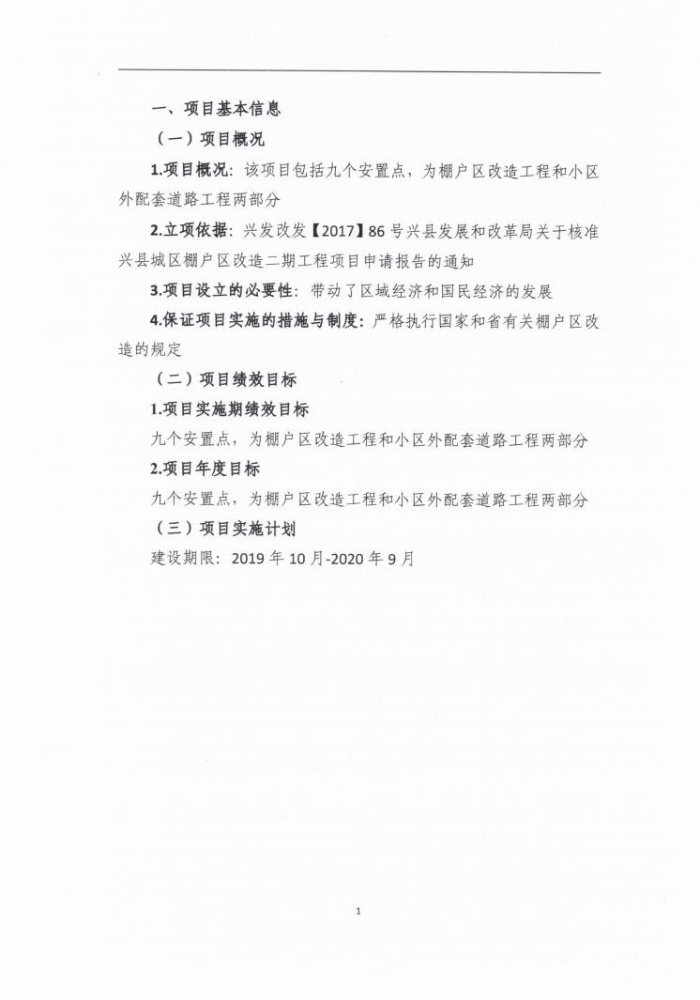 一、项目基本信息
（一）项目概况
1.项目概况：该项目包括九个安置点，为棚户区改造工程和小区
外配套道路工程两部分
2.立项依据：兴发改发【2017】86 号兴县发展和改革局关于核准
兴县城区棚户区改造二期工程项目申请报告的通知
3.项目设立的必要性：带动了区域经济和国民经济的发展
4.保证项目实施的措施与制度：严格执行国家和省有关棚户区改
造的规定
（二）项目绩效目标
1.项目实施期绩效目标
九个安置点，为棚户区改造工程和小区外配套道路工程两部分
2.项目年度目标
九个安置点，为棚户区改造工程和小区外配套道路工程两部分
（三）项目实施计划
建设期限：2019 年 10 月-2020 年 9 月
1